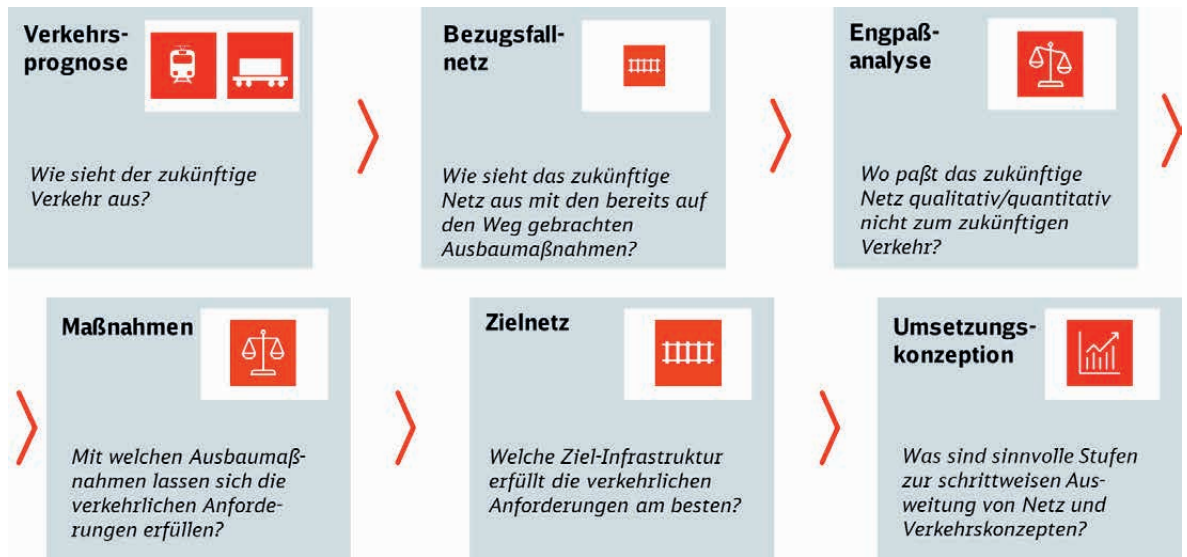 Verkehrs-
prognose
Wie sieht der zukünftige
Verkehr aus?
Bezugsfall-
netz
Wie sieht das zukünftige
Netz aus mit den bereits auf
den Weg gebrachten
Ausbaumaßnahmen?
Engpaß-
analyse
Wo paßt das zukünftige
Netz qualitativ/quantitativ
nicht zum zukünftigen
Verkehr?
Maßnahmen
Mit welchen Ausbaumaß-
nahmen lassen sich die
verkehrlichen Anforde-
rungen erfüllen?
Zielnetz
Welche Ziel-Infrastruktur
erfüllt die verkehrlichen
Anforderungen am besten?
Umsetzungs-
konzeption
Was sind sinnvolle Stufen
zur schrittweisen Aus-
weitung von Netz und
Verkehrskonzepten?